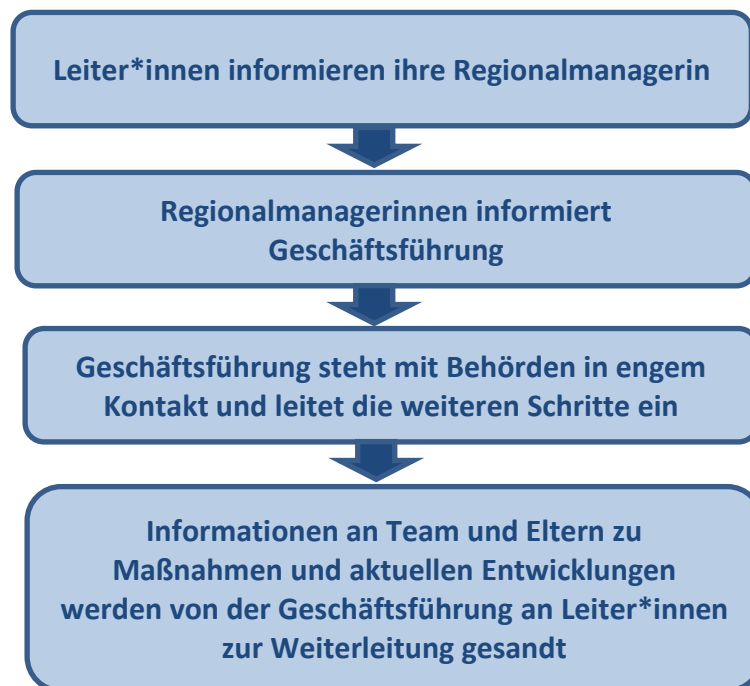 Leiter*innen informieren ihre Regionalmanagerin
Regionalmanagerinnen informiert
Geschäftsführung
Geschäftsführung steht mit Behörden in engem
Kontakt und leitet die weiteren Schritte ein
Informationen an Team und Eltern zu
Maßnahmen und aktuellen Entwicklungen
werden von der Geschäftsführung an Leiter*innen
zur Weiterleitung gesandt